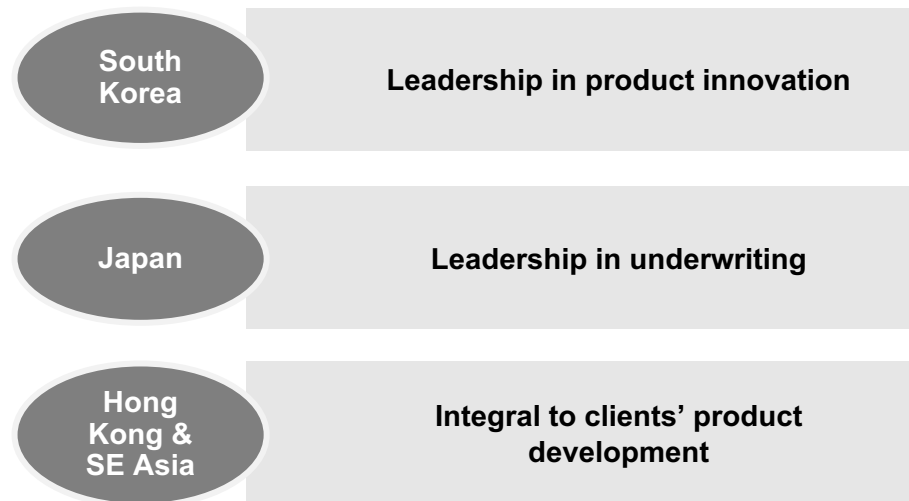 South
Korea
Leadership in product innovation
Japan
Leadership in underwriting
Hong
Kong &
SE Asia
Integral to clients’ product
development